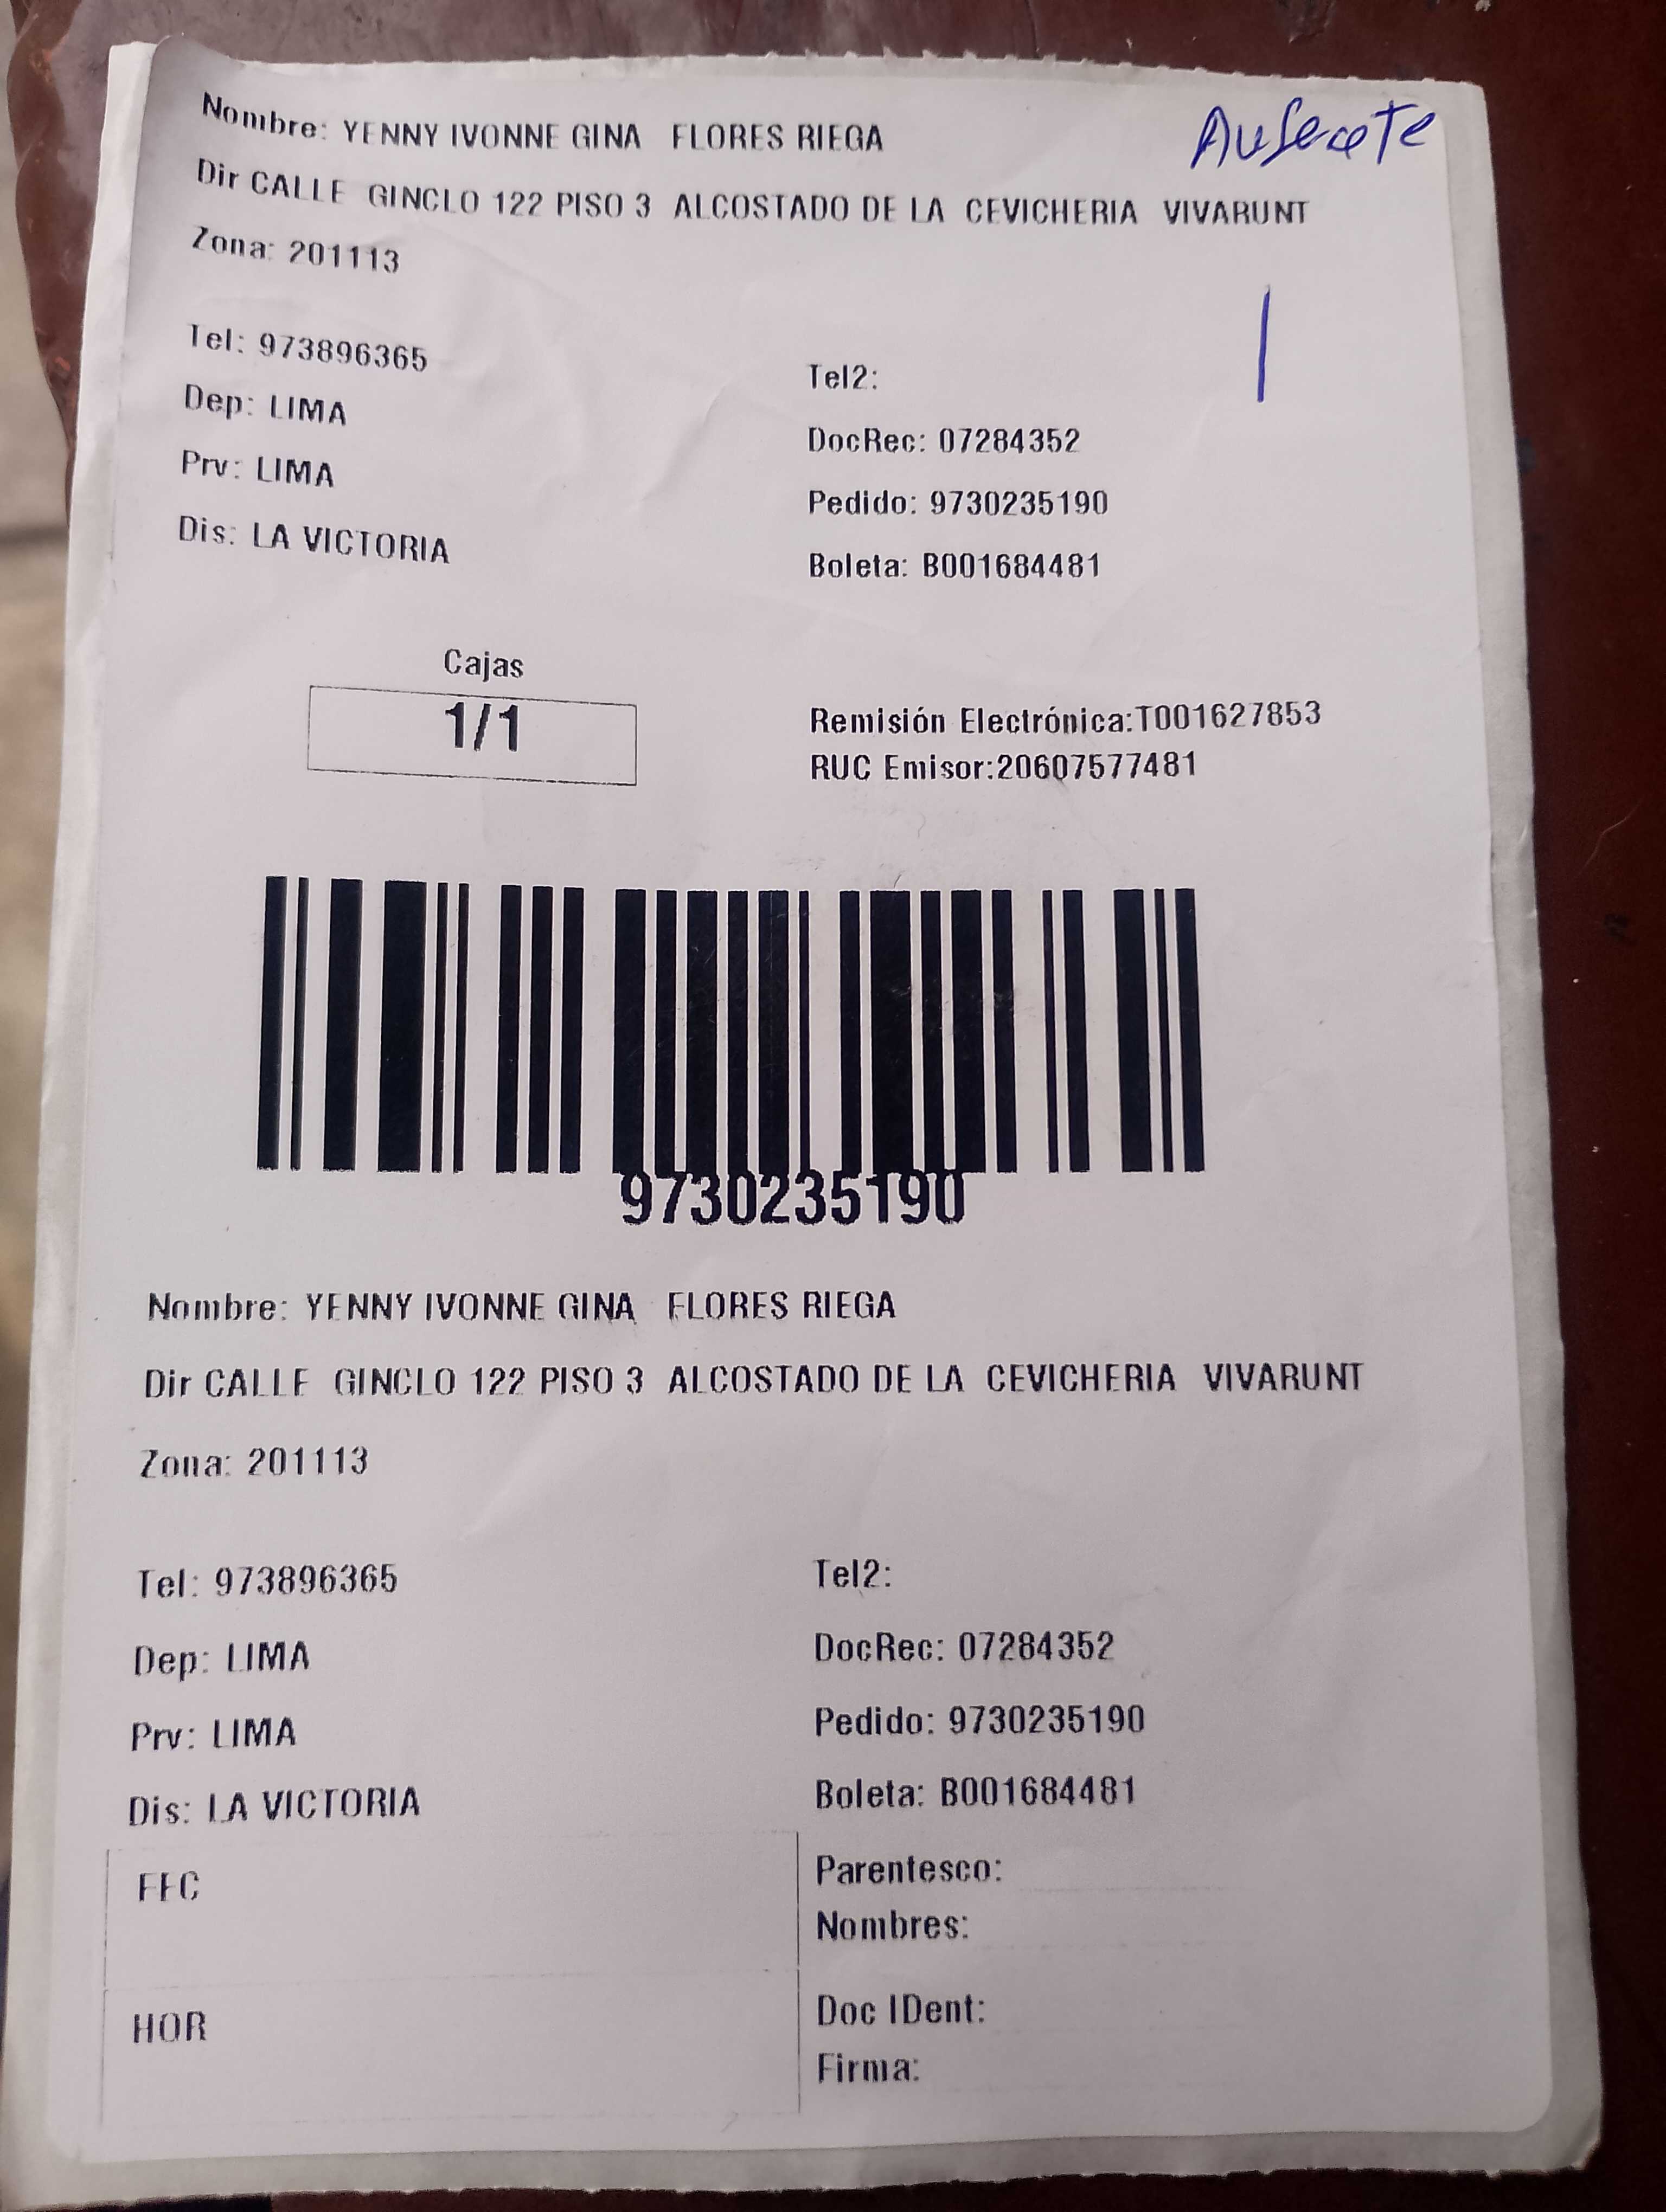 Nombre: YENNY IVONNE GINA FLORES RIEGA
Ausente
Dir CALLE GINCLO 122 PISO 3 ALCOSTADO DE LA CEVICHERIA VIVARUNT
Zona: 201113
Tel: 973896365
Tel2:
Dep: LIMA
DocRec: 07284352
Prv: LIMA
Pedido: 9730235190
Dis: LA VICTORIA
Boleta: B001684481
Cajas
1/1
Remisión Electrónica:T001627853
RUC Emisor:20607577481
9730235190
Nombre: YENNY IVONNE GINA FLORES RIEGA
Dir CALLE GINCLO 122 PISO 3 ALCOSTADO DE LA CEVICHERIA VIVARUNT
Zona: 201113
Tel: 973896365
Tel2:
Dep: LIMA
DocRec: 07284352
Prv: LIMA
Pedido: 9730235190
Dis: LA VICTORIA
Boleta: B001684481
FEC
Parentesco:
Nombres:
HOR
Doc IDent:
Firma: